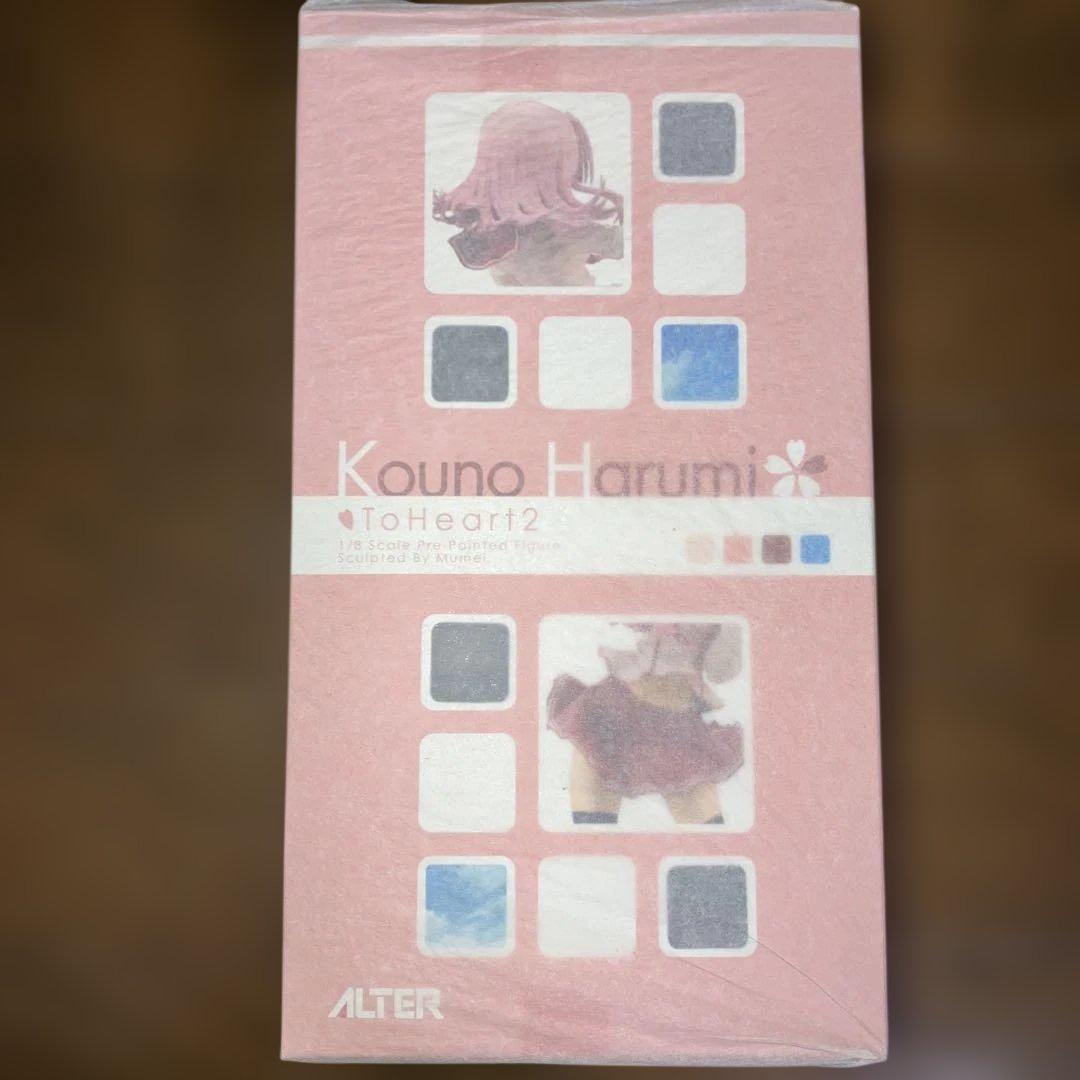 Kouno Harumi
ToHeart2
1/8 Scale Pre-Painted Figure
Sculpted By Mumei
ALTER